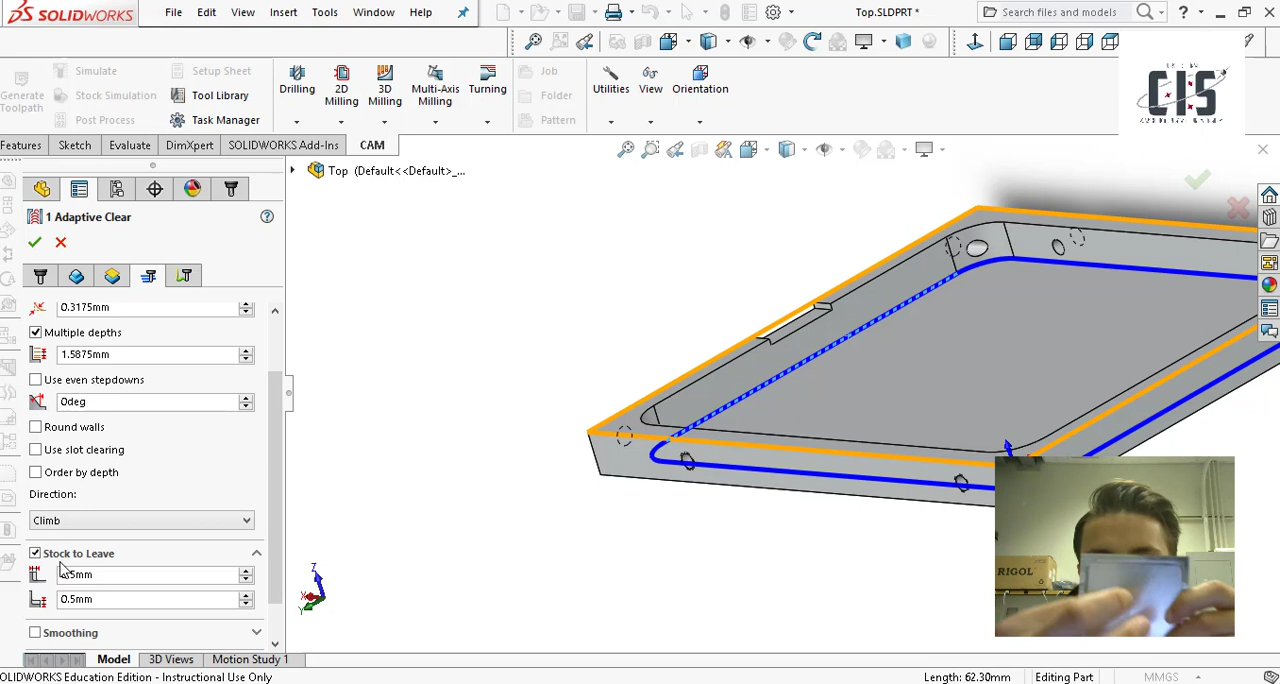 SOLIDWORKS File Edit View Insert Tools Window Help Top.SLDPRT * Search files and models ?
Generate Toolpath
Simulate
Stock Simulation
Post Process
Setup Sheet
Tool Library
Task Manager
Drilling
2D Milling
3D Milling
Multi-Axis Milling
Turning
Job
Folder
Pattern
Utilities
View
Orientation
CIS
Features Sketch Evaluate DimXpert SOLIDWORKS Add-Ins CAM
Top (Default<<Default>_...
1 Adaptive Clear
0.3175mm
Multiple depths
1.5875mm
Use even stepdowns
0deg
Round walls
Use slot clearing
Order by depth
Direction:
Climb
Stock to Leave
5mm
0.5mm
Smoothing
Z
X
Y
RIGOL
Model 3D Views Motion Study 1
OLIDWORKS Education Edition - Instructional Use Only Length: 62.30mm Editing Part MMGS